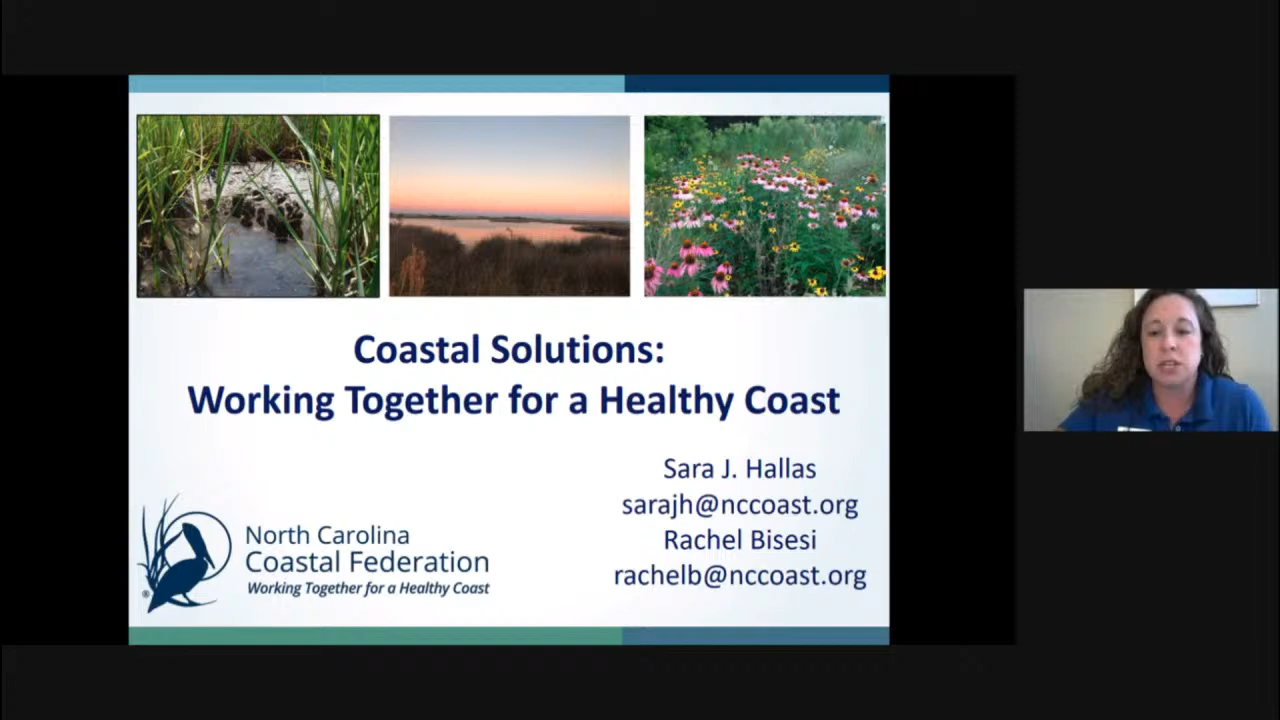 Coastal Solutions:
Working Together for a Healthy Coast
Sara J. Hallas
sarajh@nccoast.org
Rachel Bisesi
rachelb@nccoast.org
North Carolina
Coastal Federation
Working Together for a Healthy Coast
®